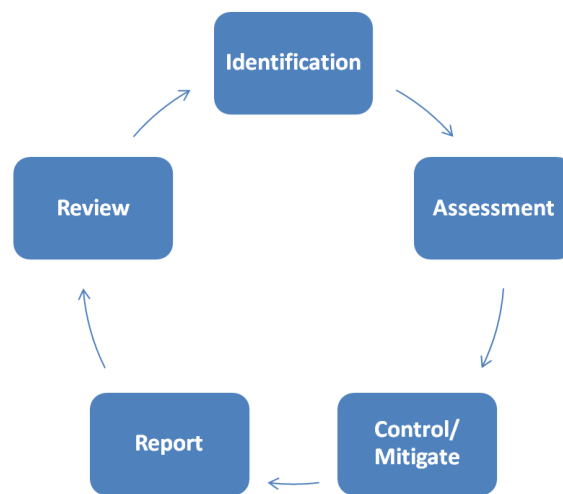 Identification
Assessment
Control/
Mitigate
Report
Review